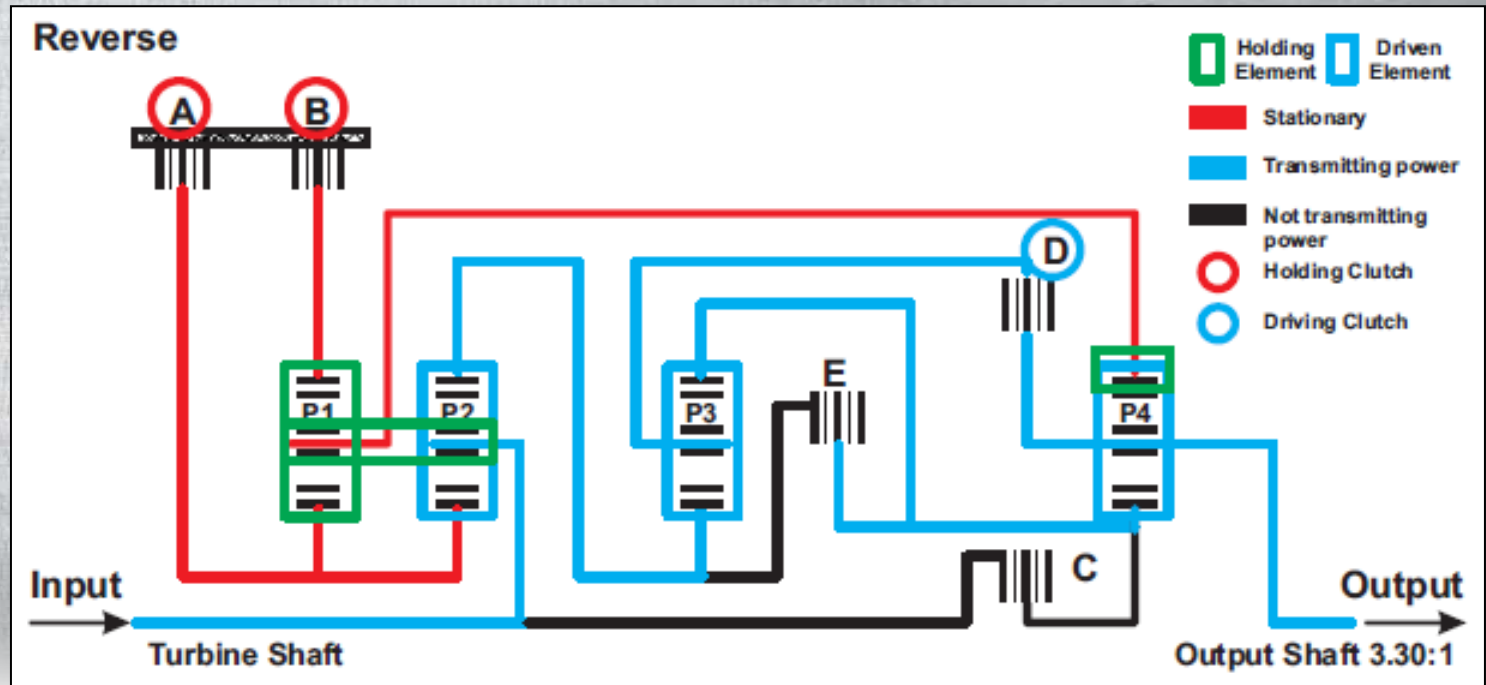 Reverse
Holding
Element
Driven
Element
Stationary
Transmitting power
Not transmitting
power
Holding Clutch
Driving Clutch
A
B
D
E
P1
P2
P3
P4
C
Input
Output
Turbine Shaft
Output Shaft 3.30:1